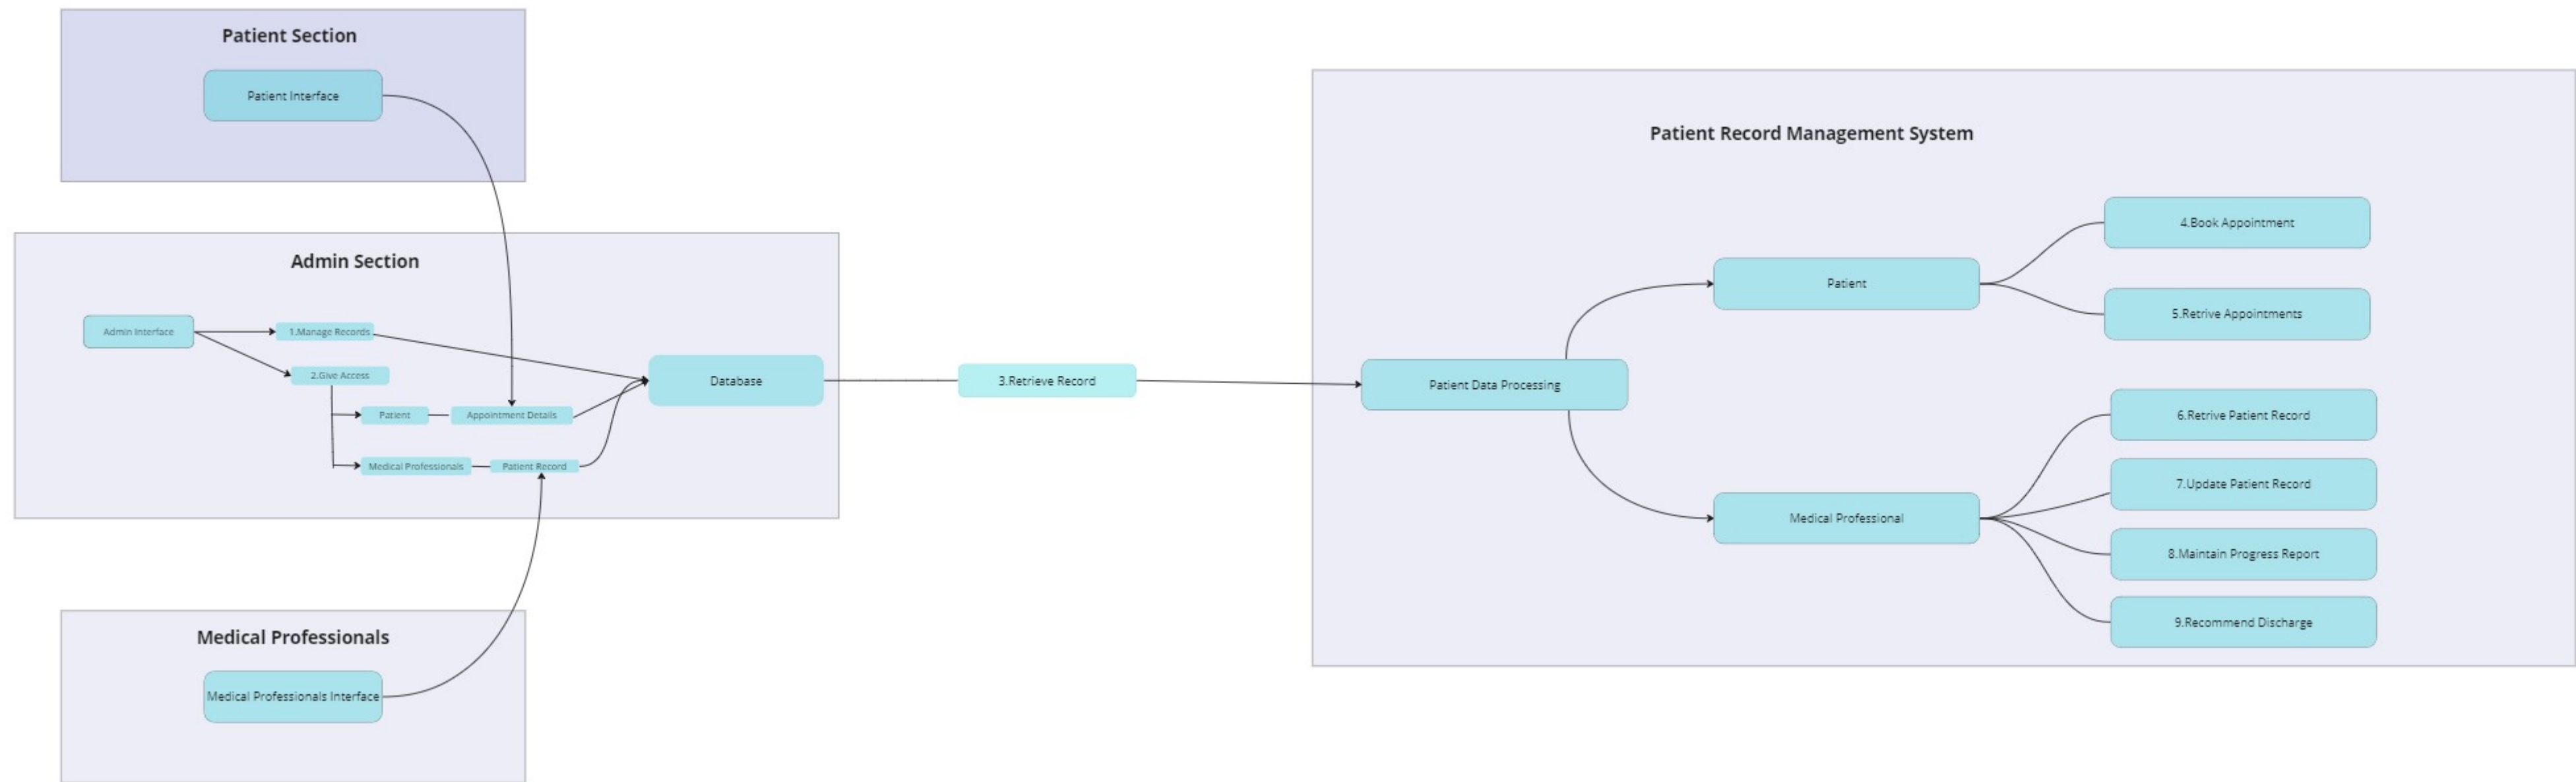 Patient Section
Patient Interface
Admin Section
Admin Interface
1.Manage Records
2.Give Access
Patient
Appointment Details
Medical Professionals
Patient Record
Database
Medical Professionals
Medical Professionals Interface
3.Retrieve Record
Patient Record Management System
Patient Data Processing
Patient
4.Book Appointment
5.Retrive Appointments
Medical Professional
6.Retrive Patient Record
7.Update Patient Record
8.Maintain Progress Report
9.Recommend Discharge